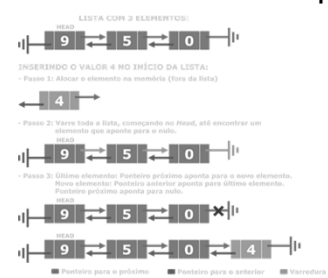 LISTA COM 3 ELEMENTOS:
HEAD
9 5 0
INSERINDO O VALOR 4 NO INÍCIO DA LISTA:
- Passo 1: Alocar o elemento na memória (fora da lista)
4
- Passo 2: Varre toda a lista, começando no Head, até encontrar um
elemento que aponta para o nulo.
HEAD
9 5 0
- Passo 3: Último elemento: Ponteiro próximo aponta para o novo elemento.
Novo elemento: Ponteiro anterior aponta para último elemento.
Ponteiro próximo aponta para nulo.
HEAD
9 5 0
HEAD
9 5 0 4
Ponteiro para o próximo Ponteiro para o anterior Varredura